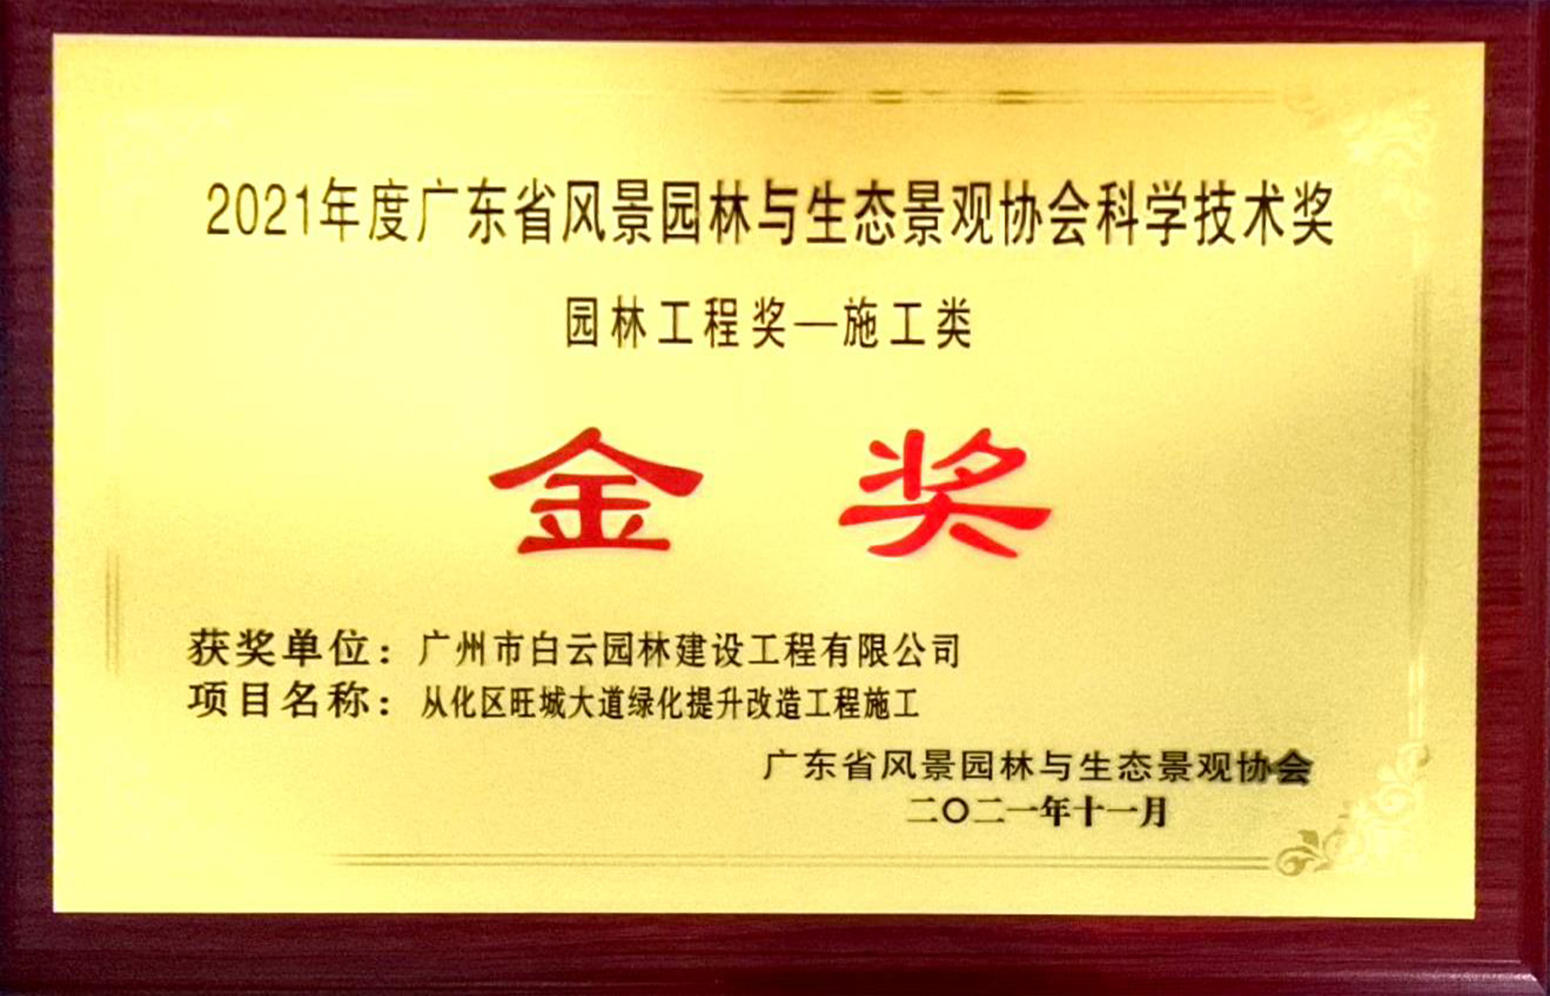 2021年度广东省风景园林与生态景观协会科学技术奖
园林工程奖—施工类
金奖
获奖单位：广州市白云园林建设工程有限公司
项目名称：从化区旺城大道绿化提升改造工程施工
广东省风景园林与生态景观协会
二〇二一年十一月